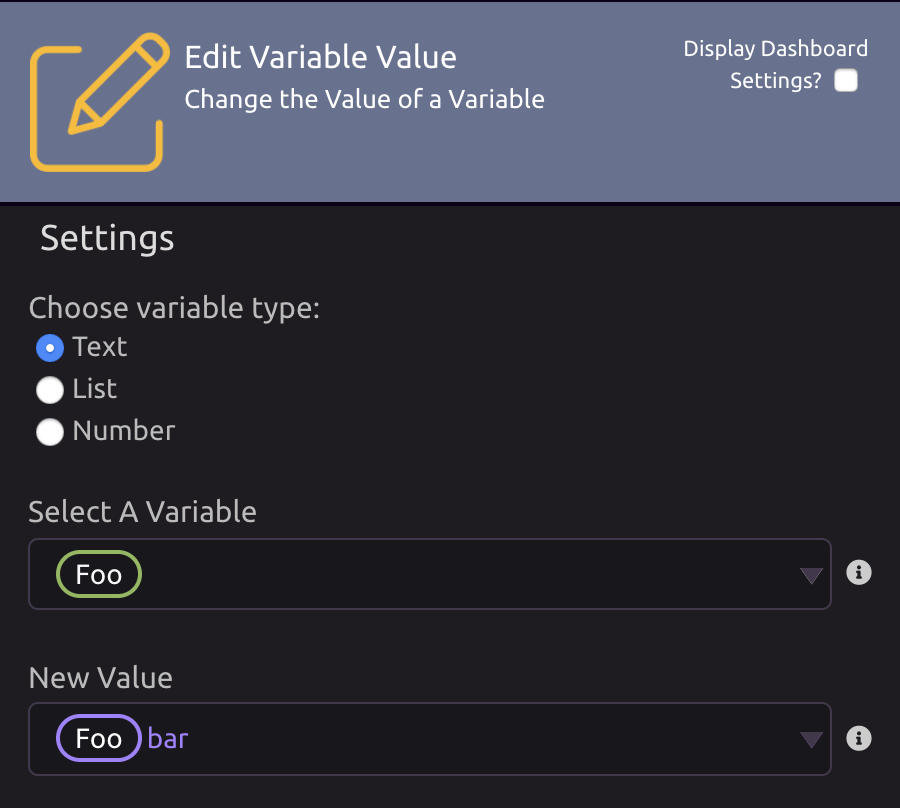 Edit Variable Value
Change the Value of a Variable
Display Dashboard
Settings?
Settings
Choose variable type:
Text
List
Number
Select A Variable
Foo
New Value
Foo bar